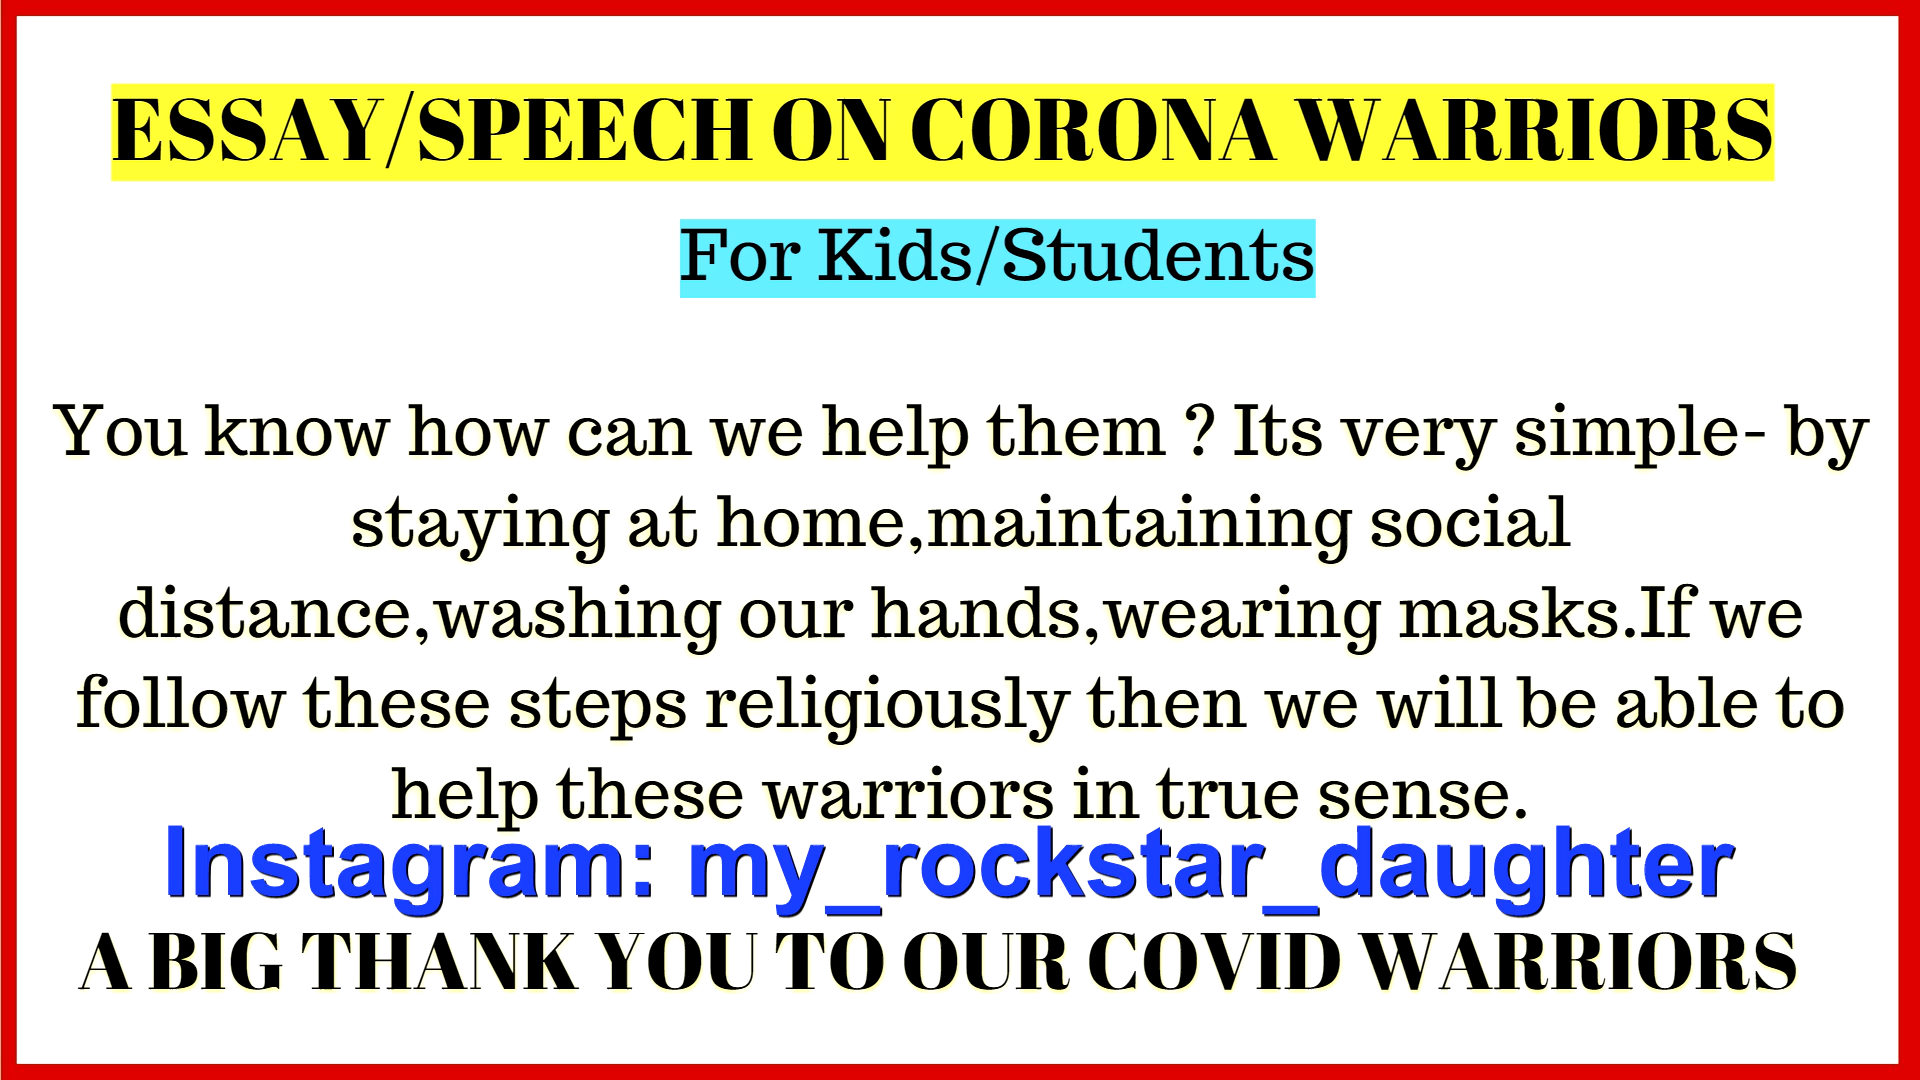 ESSAY/SPEECH ON CORONA WARRIORS
For Kids/Students
You know how can we help them ? Its very simple- by
staying at home,maintaining social
distance,washing our hands,wearing masks.If we
follow these steps religiously then we will be able to
help these warriors in true sense.
Instagram: my_rockstar_daughter
A BIG THANK YOU TO OUR COVID WARRIORS